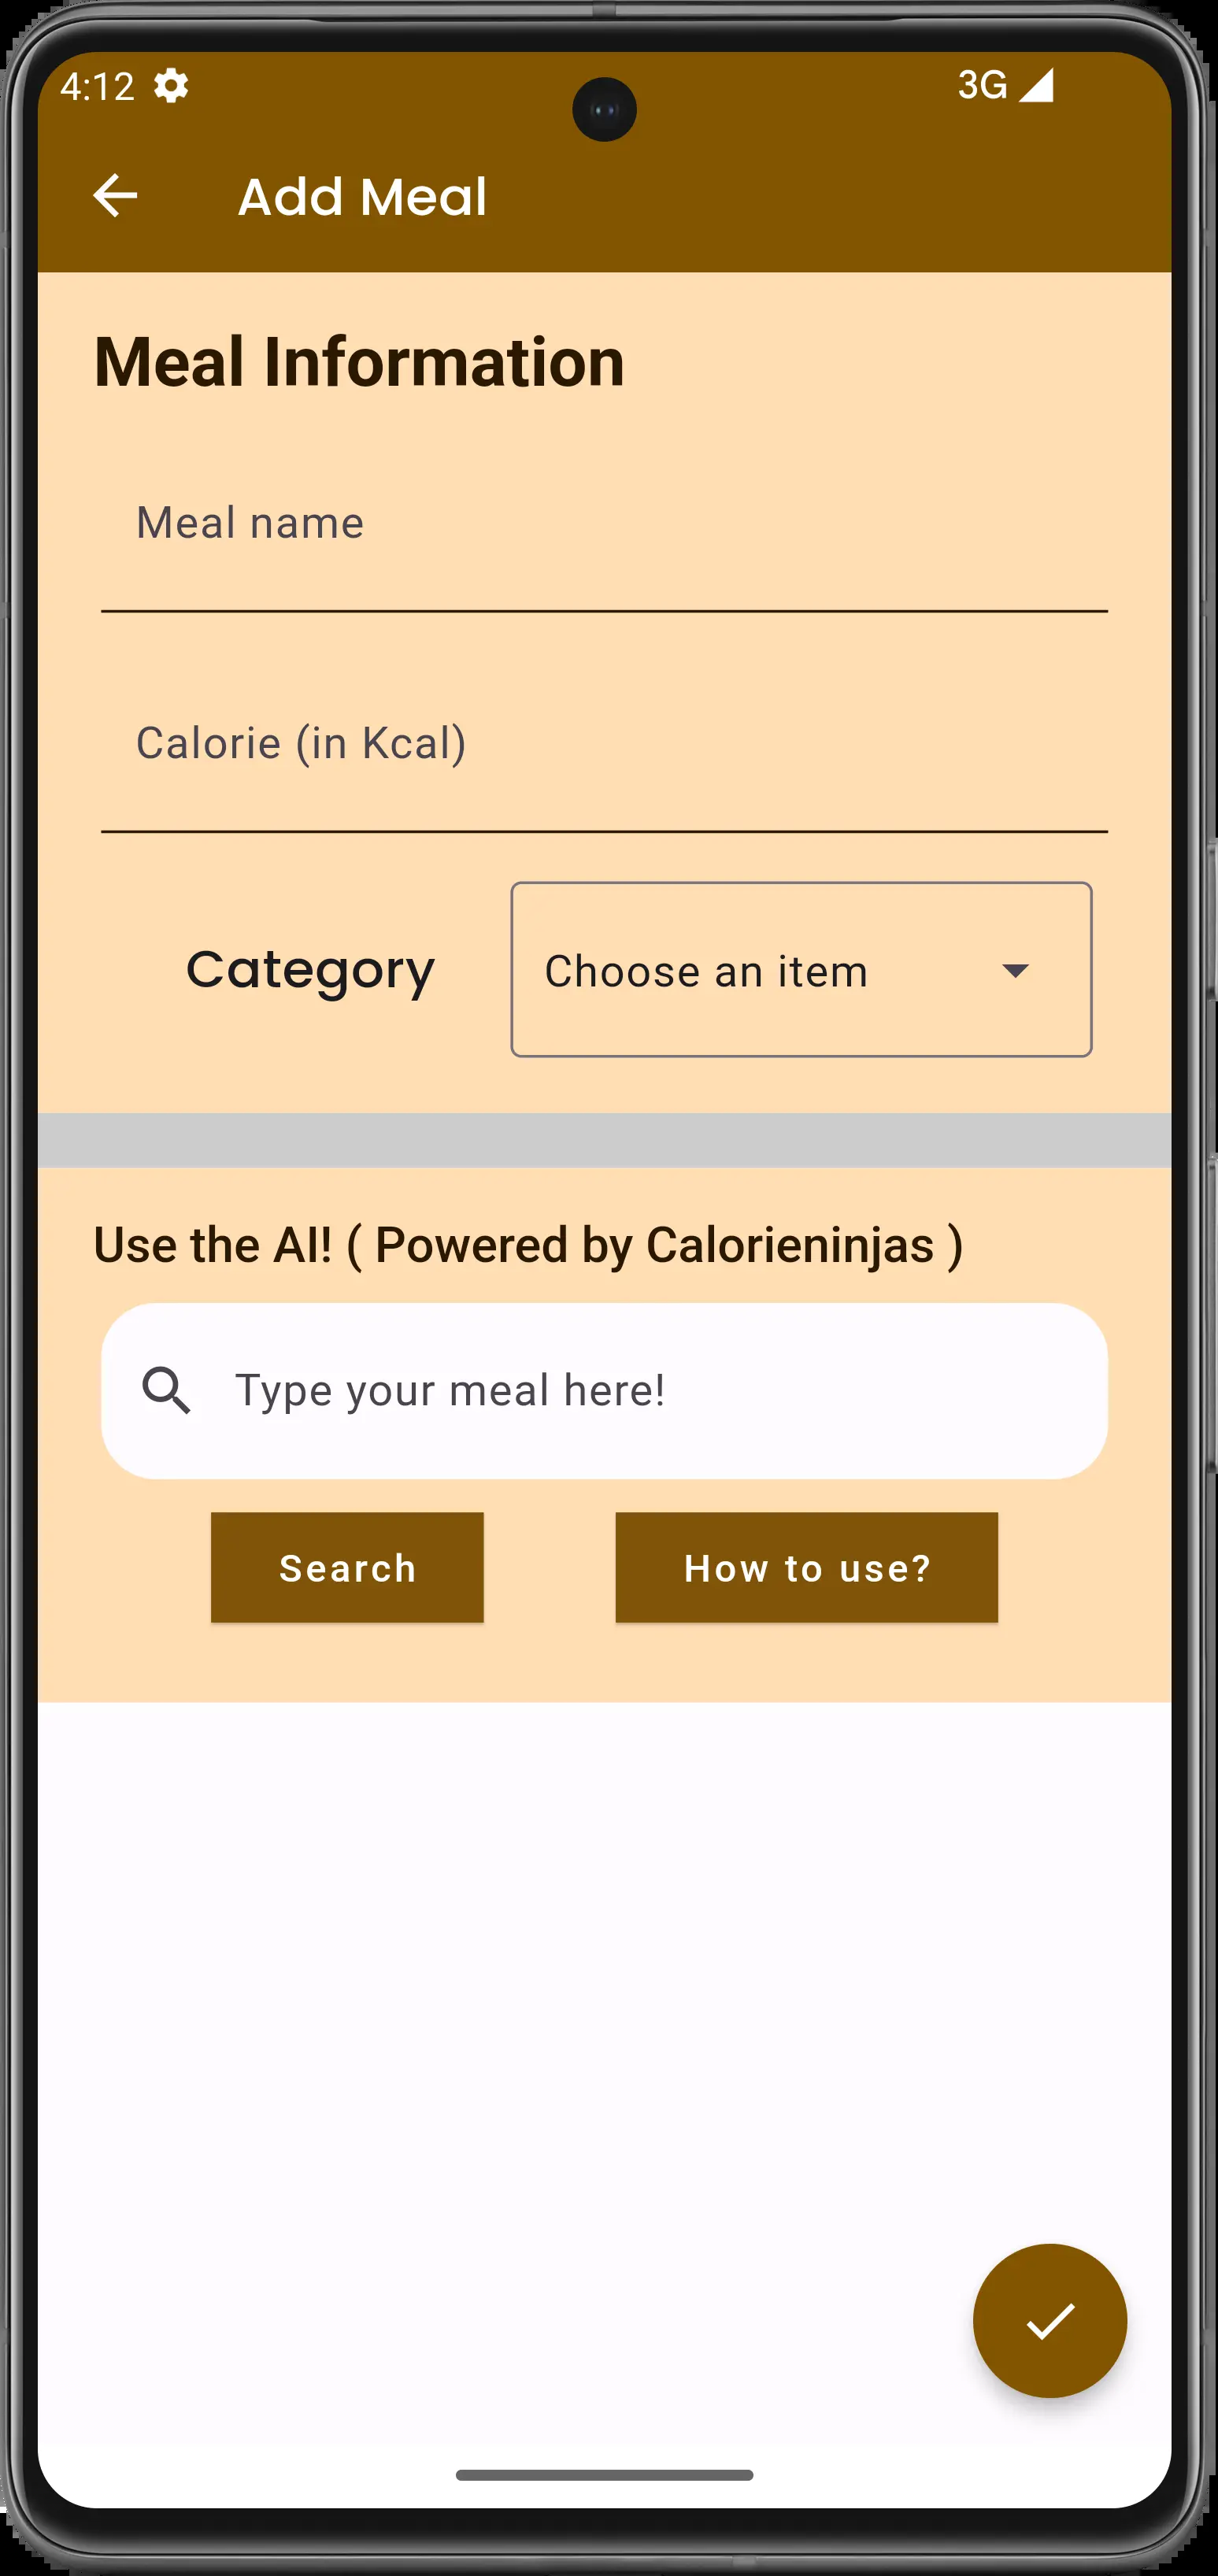 4:12 3G
Add Meal
Meal Information
Meal name
Calorie (in Kcal)
Category Choose an item
Use the AI! ( Powered by Calorieninjas )
Type your meal here!
Search How to use?